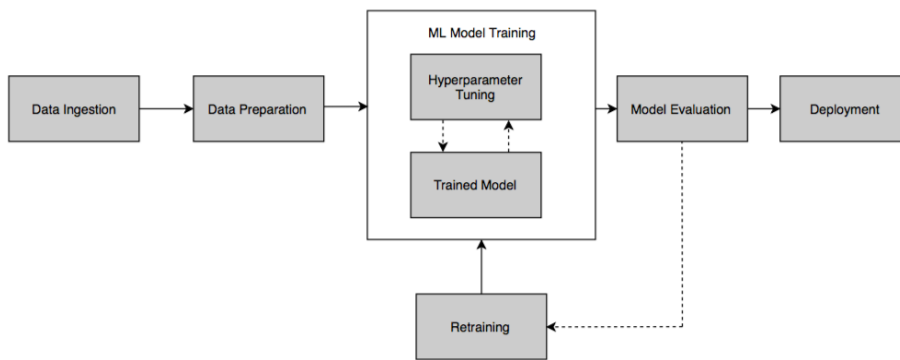 ML Model Training
Hyperparameter
Tuning
Data Ingestion
Data Preparation
Model Evaluation
Deployment
Trained Model
Retraining